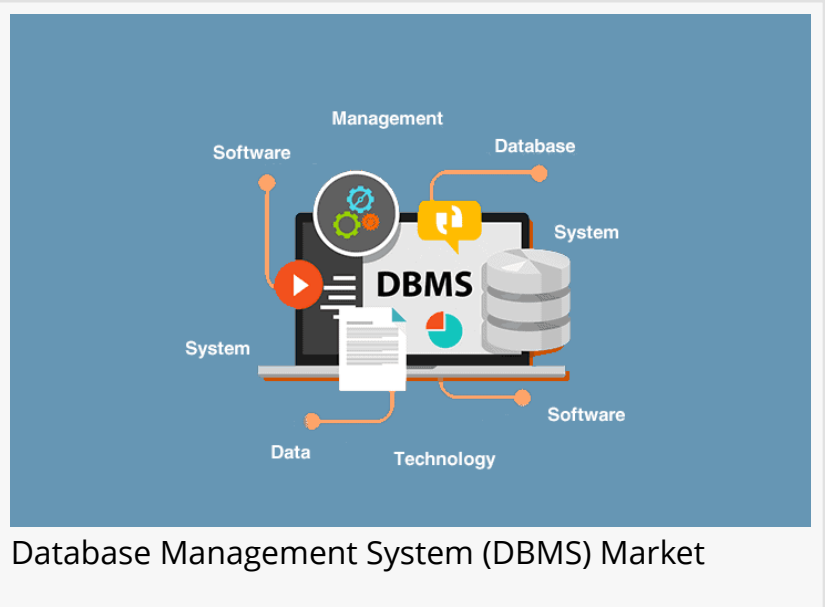 Management
Software
Database
System
DBMS
System
Software
Data
Technology
Database Management System (DBMS) Market